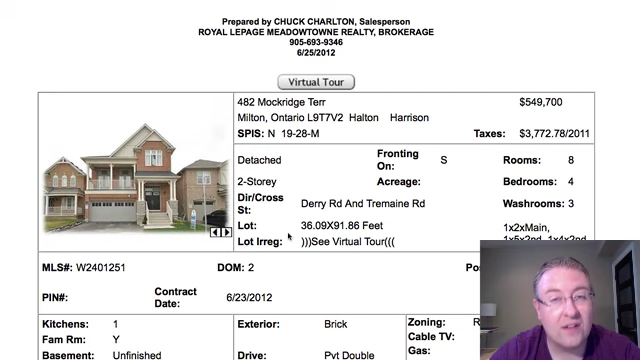 Prepared by CHUCK CHARLTON, Salesperson
ROYAL LEPAGE MEADOWTOWNE REALTY, BROKERAGE
905-693-9346
6/25/2012
Virtual Tour
482 Mockridge Terr $549,700
Milton, Ontario L9T7V2 Halton Harrison
SPIS: N 19-28-M Taxes: $3,772.78/2011
Detached Fronting On: S Rooms: 8
2-Storey Acreage: Bedrooms: 4
Dir/Cross St: Derry Rd And Tremaine Rd Washrooms: 3
Lot: 36.09X91.86 Feet 1x2xMain,
Lot Irreg: )))See Virtual Tour((( 1x5x2nd, 1x4x2nd
MLS#: W2401251 DOM: 2
PIN#: Contract Date: 6/23/2012
Kitchens: 1 Exterior: Brick Zoning:
Fam Rm: Y Cable TV:
Basement: Unfinished Drive: Pvt Double Gas: